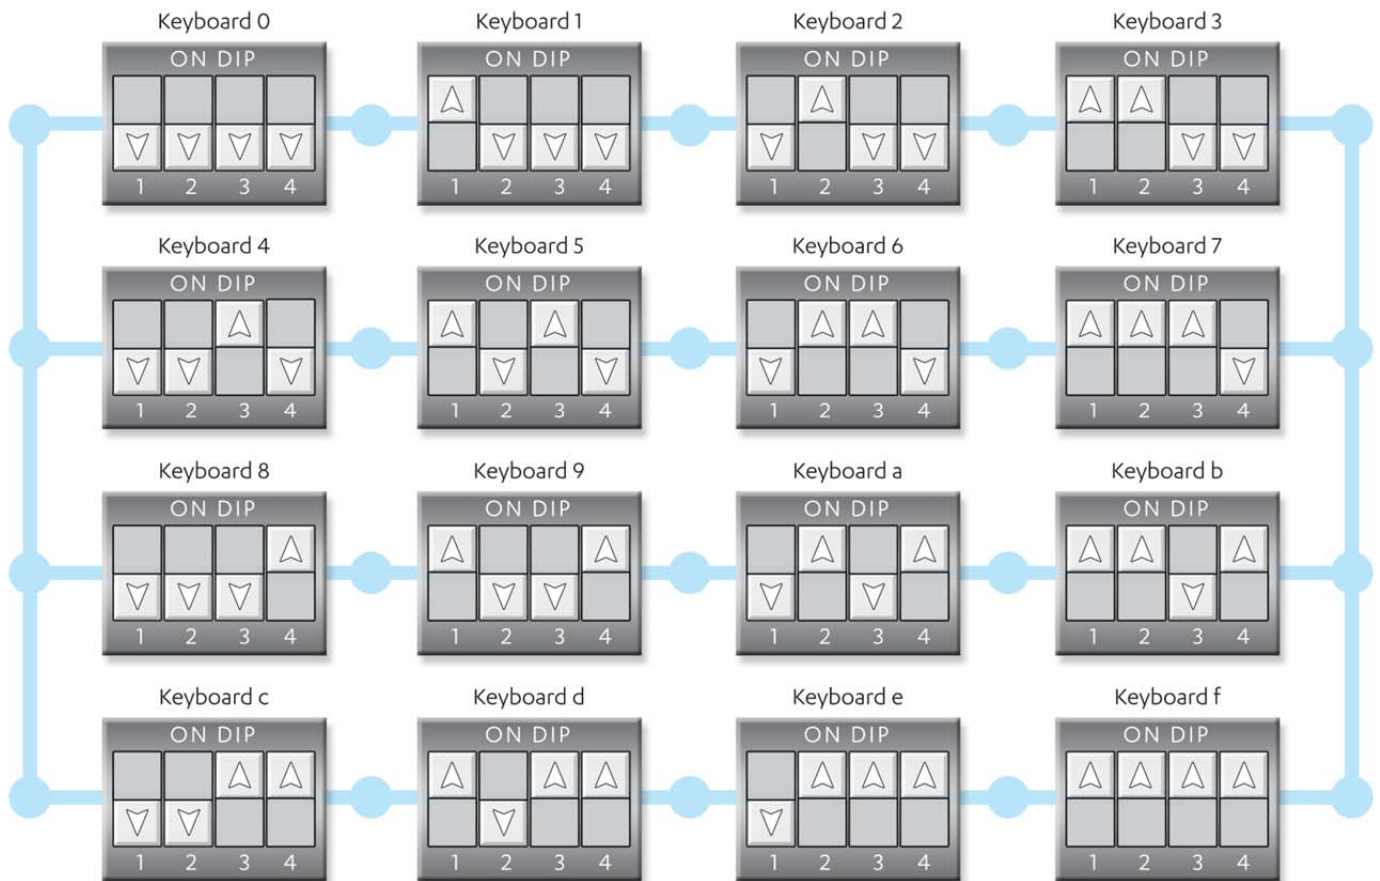 Keyboard 0
Keyboard 1
Keyboard 2
Keyboard 3
ON DIP
ON DIP
ON DIP
ON DIP
1 2 3 4
1 2 3 4
1 2 3 4
1 2 3 4
Keyboard 4
Keyboard 5
Keyboard 6
Keyboard 7
ON DIP
ON DIP
ON DIP
ON DIP
1 2 3 4
1 2 3 4
1 2 3 4
1 2 3 4
Keyboard 8
Keyboard 9
Keyboard a
Keyboard b
ON DIP
ON DIP
ON DIP
ON DIP
1 2 3 4
1 2 3 4
1 2 3 4
1 2 3 4
Keyboard c
Keyboard d
Keyboard e
Keyboard f
ON DIP
ON DIP
ON DIP
ON DIP
1 2 3 4
1 2 3 4
1 2 3 4
1 2 3 4